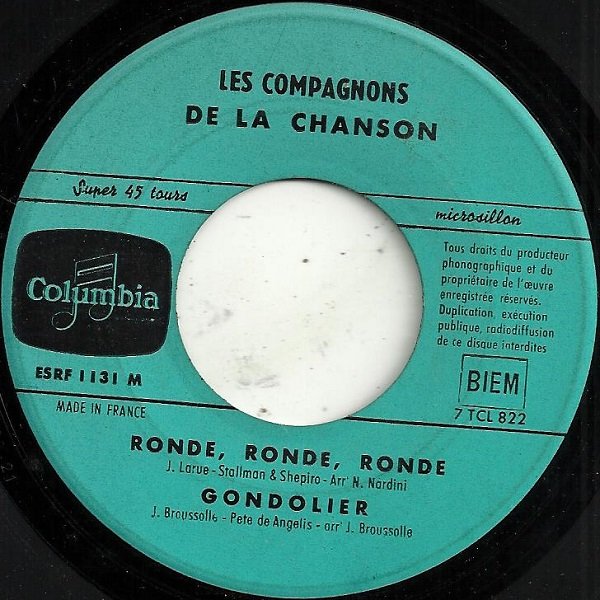 LES COMPAGNONS
DE LA CHANSON
Super 45 tours
microsillon
Columbia
Tous droits du producteur
phonographique et du
propriétaire de l'œuvre
enregistrée réservés.
Duplication, exécution
publique, radiodiffusion
de ce disque interdites
ESRF 1131 M
BIEM
MADE IN FRANCE
7 TCL 822
RONDE, RONDE, RONDE
J. Larue - Stallman & Shepiro - Arrt N. Nardini
GONDOLIER
J. Broussolle - Pete de Angelis - arrt J. Broussolle